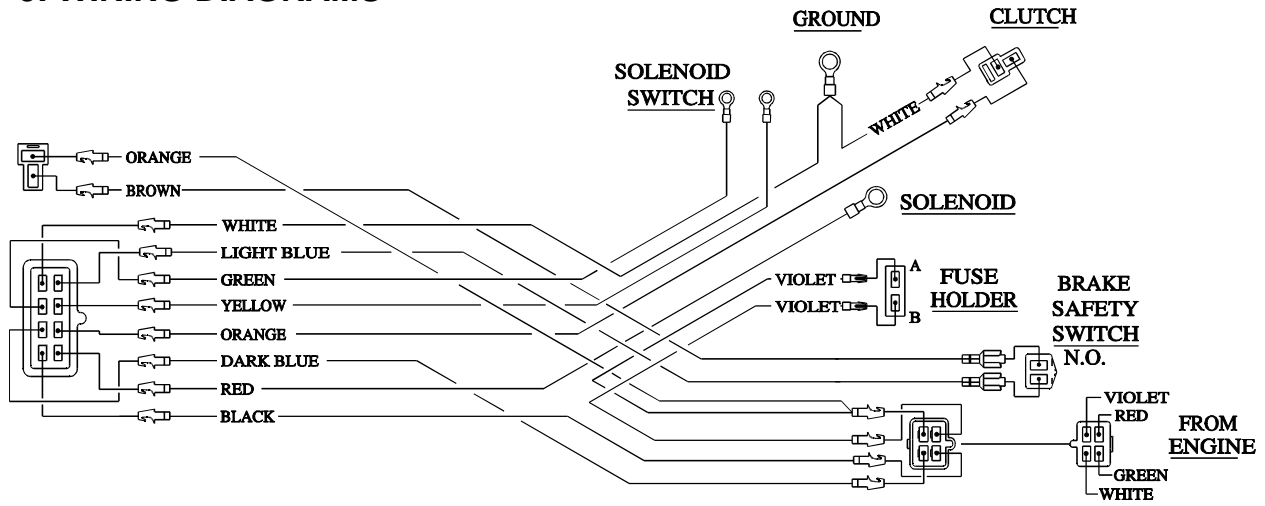 GROUND
CLUTCH
SOLENOID
SWITCH
WHITE
ORANGE
BROWN
SOLENOID
WHITE
LIGHT BLUE
GREEN
YELLOW
ORANGE
DARK BLUE
RED
BLACK
VIOLET
VIOLET
A
B
FUSE
HOLDER
BRAKE
SAFETY
SWITCH
N.O.
VIOLET
RED
FROM
ENGINE
GREEN
WHITE